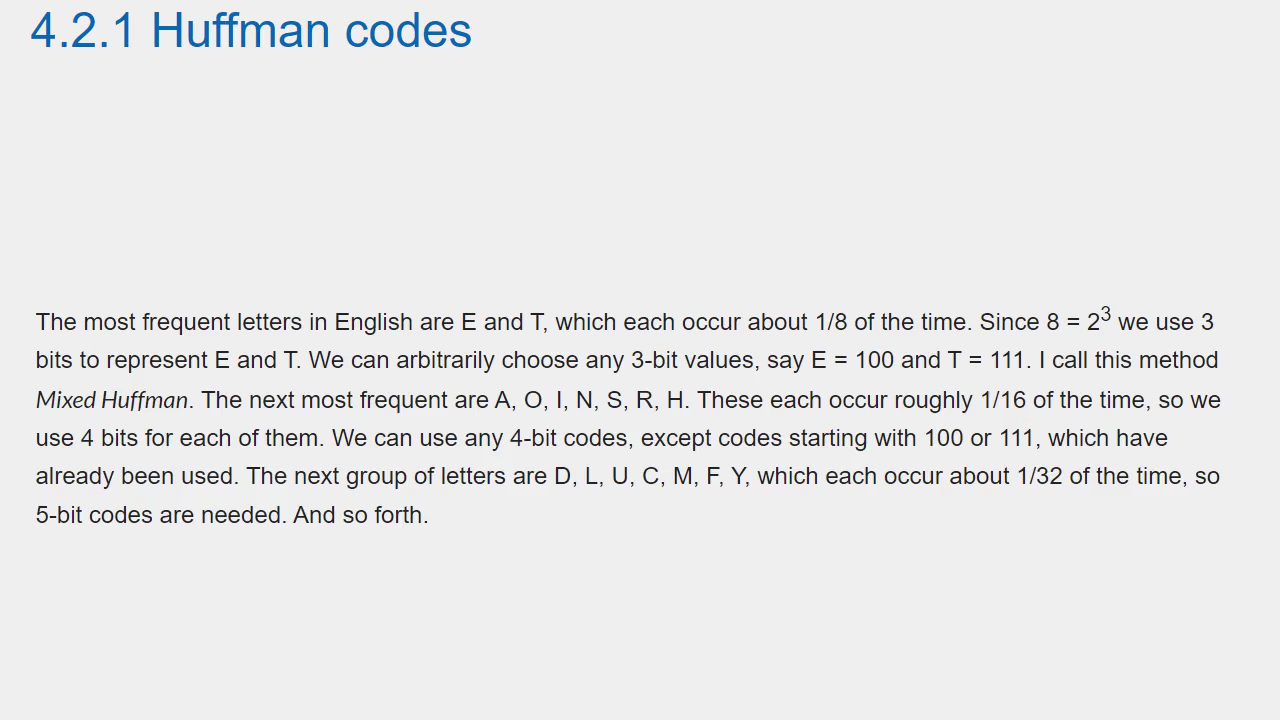 4.2.1 Huffman codes
The most frequent letters in English are E and T, which each occur about 1/8 of the time. Since 8 = 2³ we use 3
bits to represent E and T. We can arbitrarily choose any 3-bit values, say E = 100 and T = 111. I call this method
Mixed Huffman. The next most frequent are A, O, I, N, S, R, H. These each occur roughly 1/16 of the time, so we
use 4 bits for each of them. We can use any 4-bit codes, except codes starting with 100 or 111, which have
already been used. The next group of letters are D, L, U, C, M, F, Y, which each occur about 1/32 of the time, so
5-bit codes are needed. And so forth.